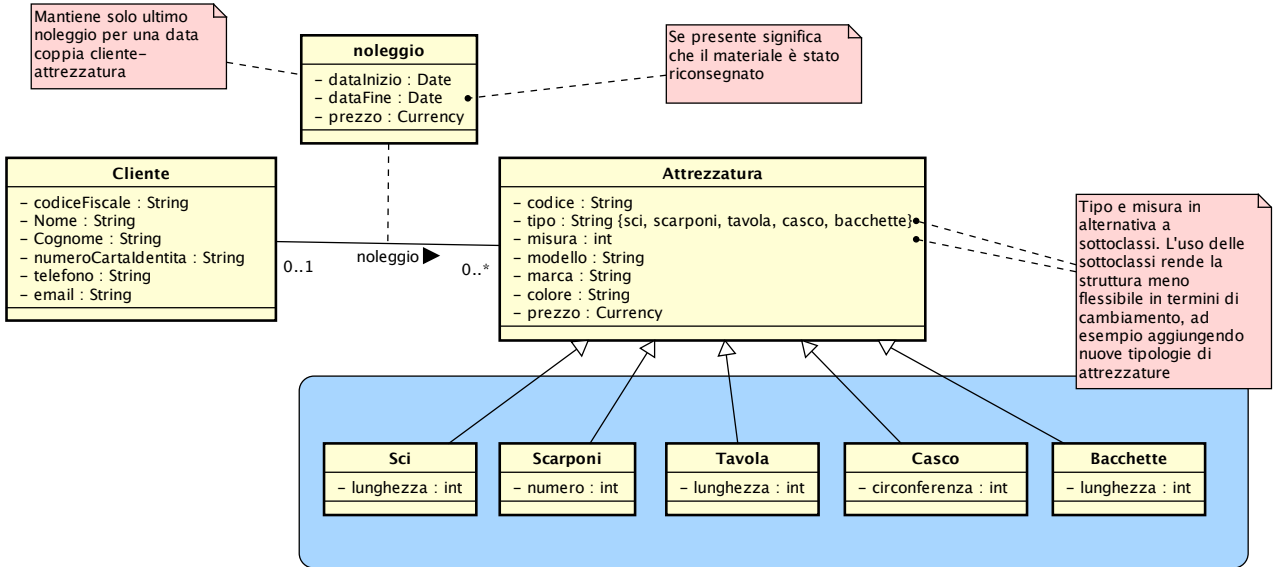 Mantiene solo ultimo
noleggio per una data
coppia cliente-
attrezzatura
noleggio
- dataInizio : Date
- dataFine : Date
- prezzo : Currency
Se presente significa
che il materiale è stato
riconsegnato
Cliente
- codiceFiscale : String
- Nome : String
- Cognome : String
- numeroCartaIdentita : String
- telefono : String
- email : String
0..1
noleggio
0..*
Attrezzatura
- codice : String
- tipo : String {sci, scarponi, tavola, casco, bacchette}
- misura : int
- modello : String
- marca : String
- colore : String
- prezzo : Currency
Tipo e misura in
alternativa a
sottoclassi. L'uso delle
sottoclassi rende la
struttura meno
flessibile in termini di
cambiamento, ad
esempio aggiungendo
nuove tipologie di
attrezzature
Sci
- lunghezza : int
Scarponi
- numero : int
Tavola
- lunghezza : int
Casco
- circonferenza : int
Bacchette
- lunghezza : int